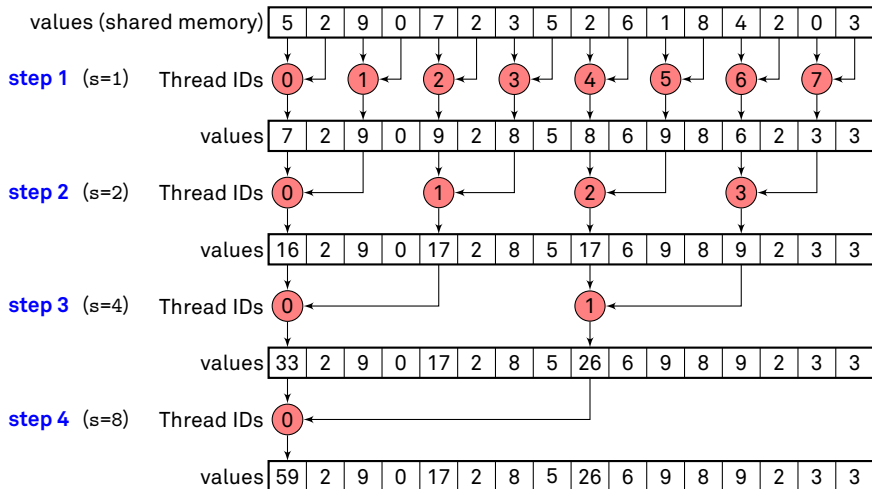 values (shared memory) 5 2 9 0 7 2 3 5 2 6 1 8 4 2 0 3
step 1 (s=1) Thread IDs 0 1 2 3 4 5 6 7
values 7 2 9 0 9 2 8 5 8 6 9 8 6 2 3 3
step 2 (s=2) Thread IDs 0 1 2 3
values 16 2 9 0 17 2 8 5 17 6 9 8 9 2 3 3
step 3 (s=4) Thread IDs 0 1
values 33 2 9 0 17 2 8 5 26 6 9 8 9 2 3 3
step 4 (s=8) Thread IDs 0
values 59 2 9 0 17 2 8 5 26 6 9 8 9 2 3 3